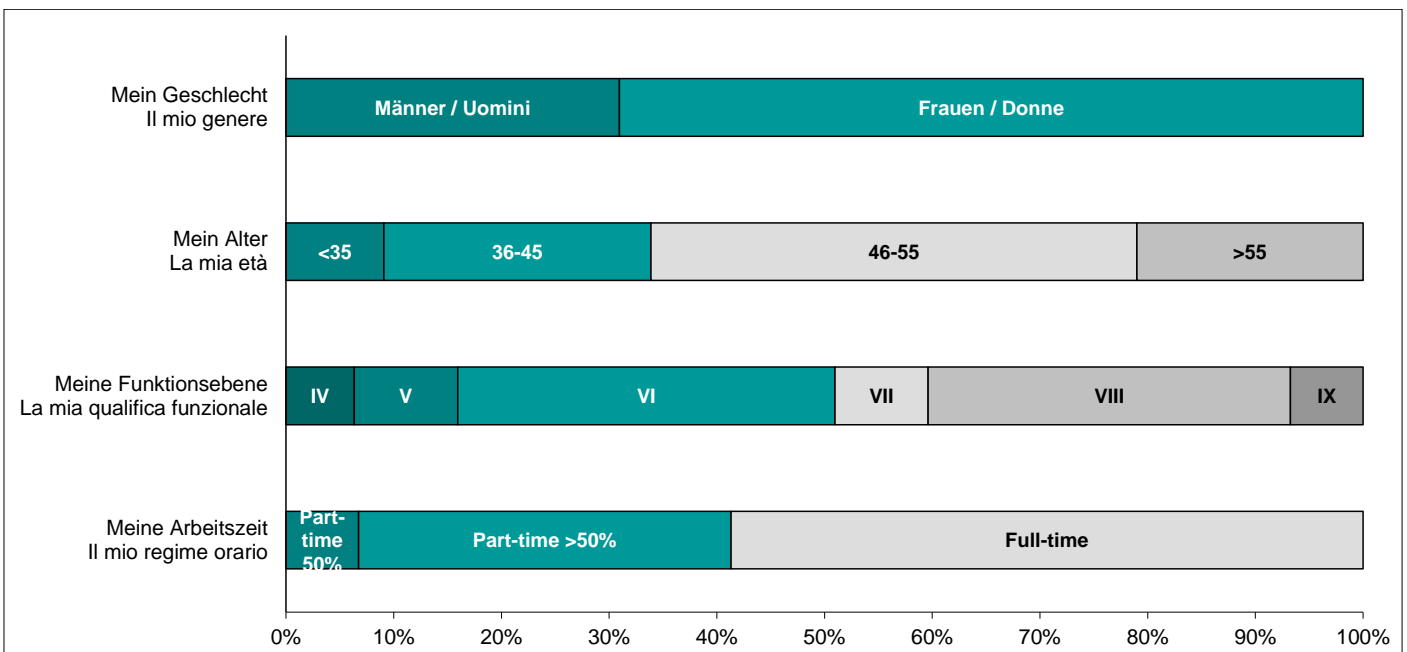 Mein Geschlecht
Il mio genere
Männer / Uomini
Frauen / Donne
Mein Alter
La mia età
<35
36-45
46-55
>55
Meine Funktionsebene
La mia qualifica funzionale
IV
V
VI
VII
VIII
IX
Meine Arbeitszeit
Il mio regime orario
Part-
time
50%
Part-time >50%
Full-time
0%
10%
20%
30%
40%
50%
60%
70%
80%
90%
100%